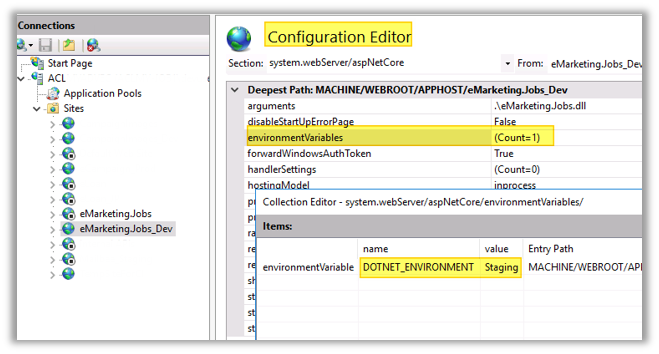 Connections
Start Page
ACL
Application Pools
Sites
eMarketing.Jobs
eMarketing.Jobs_Dev
Configuration Editor
Section: system.webServer/aspNetCore From: eMarketing.Jobs_Dev
Deepest Path: MACHINE/WEBROOT/APPHOST/eMarketing.Jobs_Dev
arguments .\eMarketing.Jobs.dll
disableStartUpErrorPage False
environmentVariables (Count=1)
forwardWindowsAuthToken True
handlerSettings (Count=0)
hostingModel inprocess
Collection Editor - system.webServer/aspNetCore/environmentVariables/
Items:
name value Entry Path
environmentVariable DOTNET_ENVIRONMENT Staging MACHINE/WEBROOT/AP